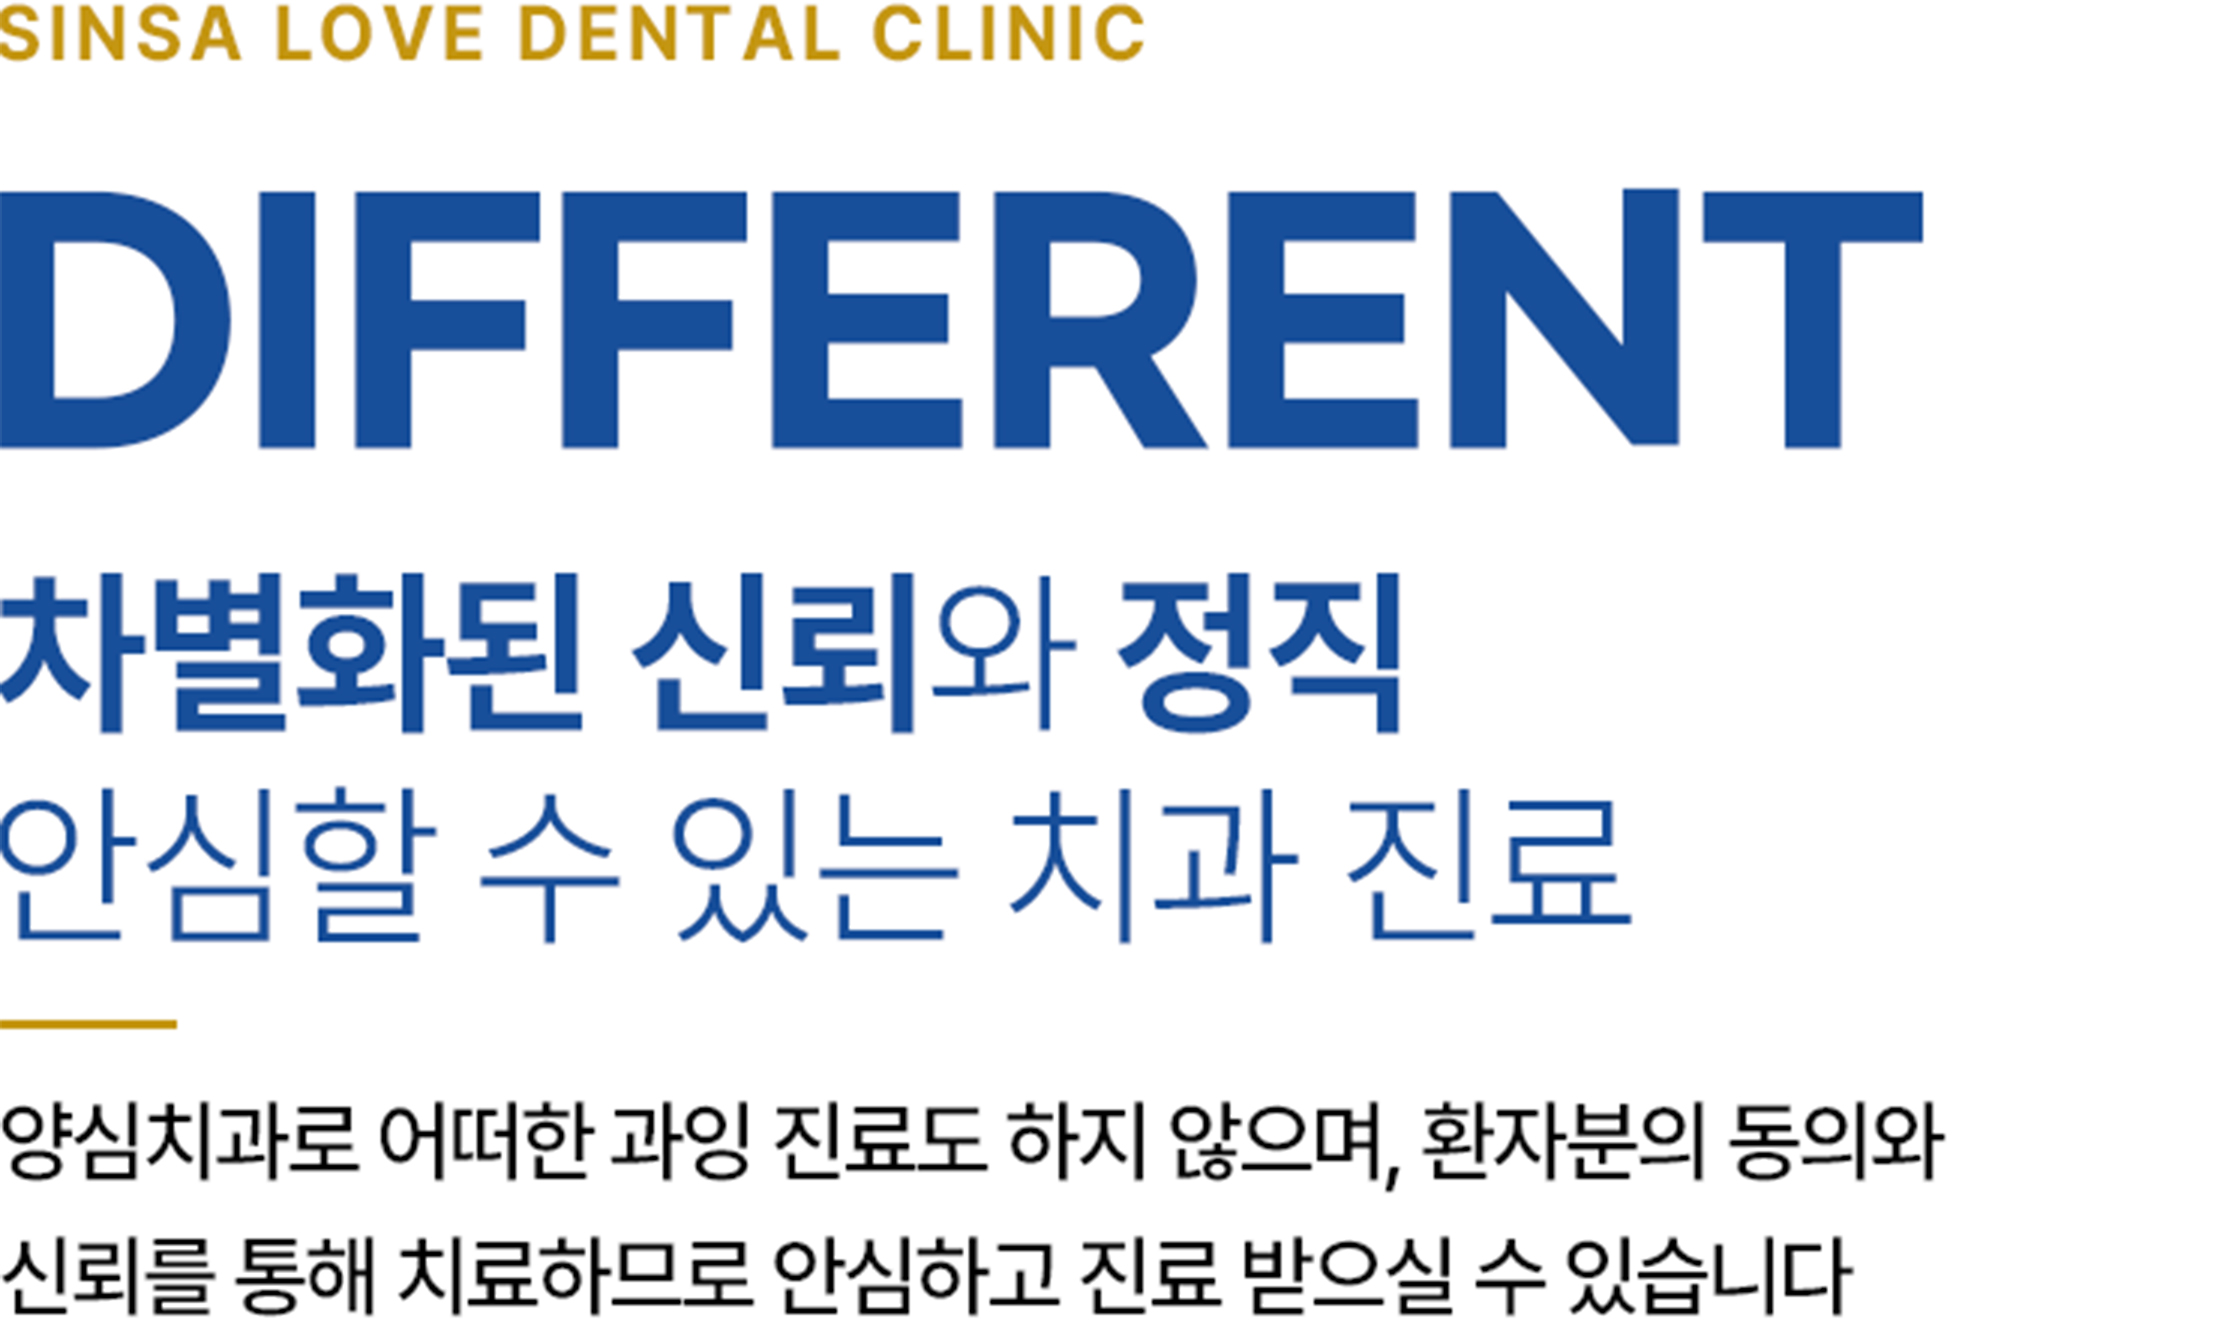 SINSA LOVE DENTAL CLINIC
DIFFERENT
차별화된 신뢰와 정직
안심할 수 있는 치과 진료
양심치과로 어떠한 과잉 진료도 하지 않으며, 환자분의 동의와
신뢰를 통해 치료하므로 안심하고 진료 받으실 수 있습니다